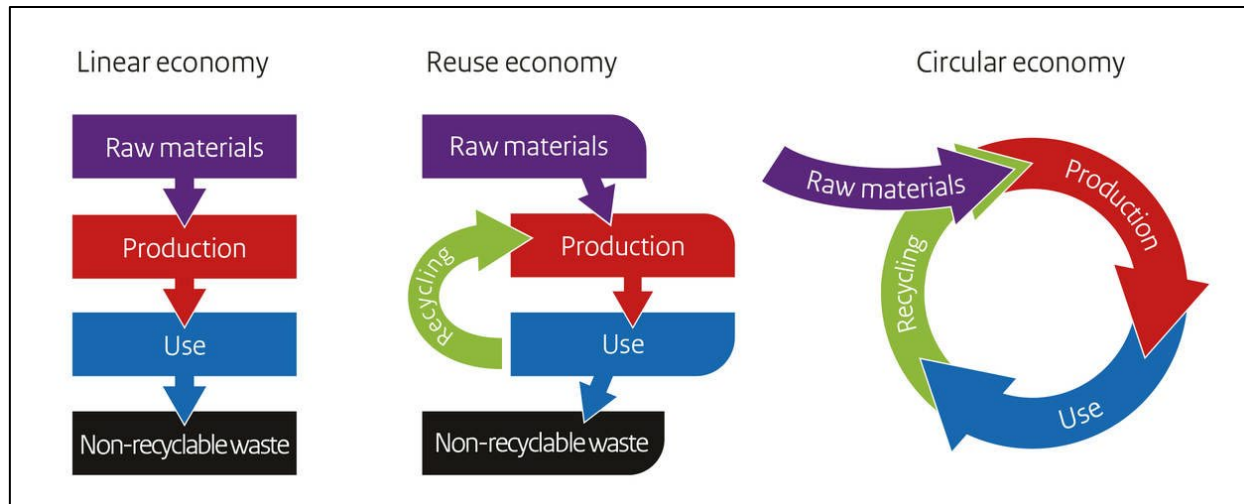 Linear economy
Raw materials
Production
Use
Non-recyclable waste
Reuse economy
Raw materials
Production
Recycling
Use
Non-recyclable waste
Circular economy
Raw materials
Production
Recycling
Use